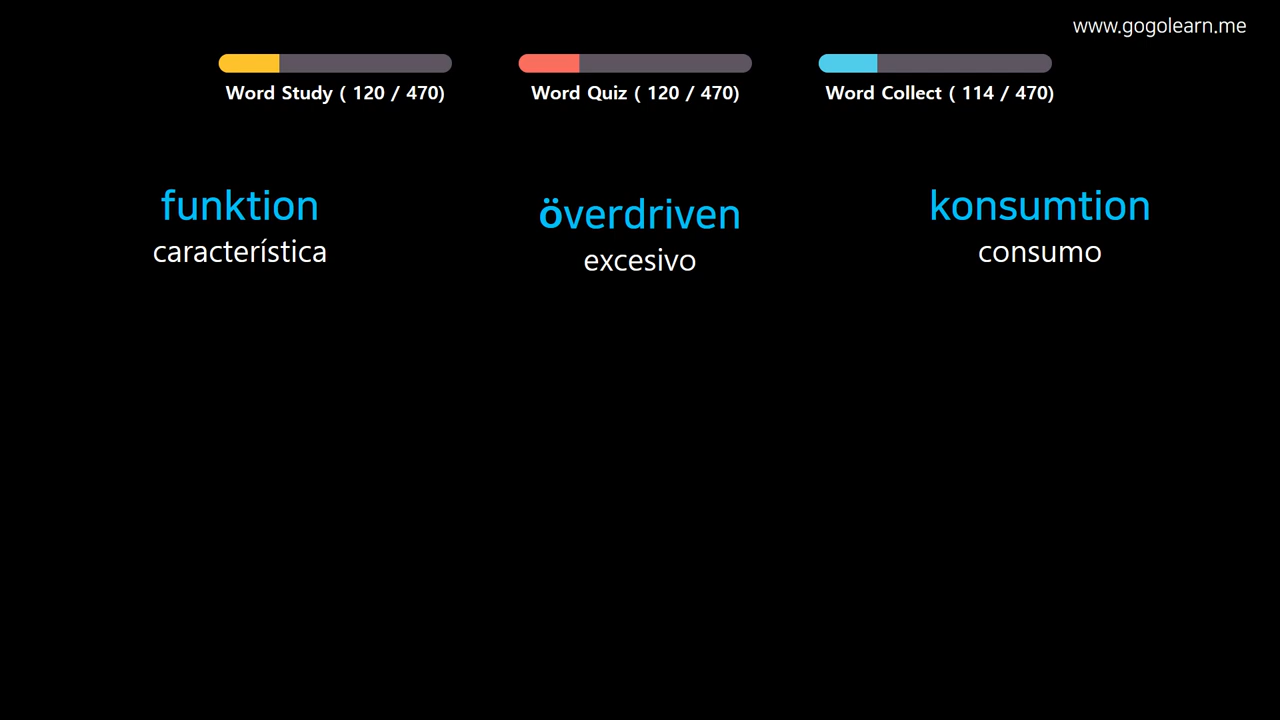 www.gogolearn.me
Word Study ( 120 / 470)
Word Quiz ( 120 / 470)
Word Collect ( 114 / 470)
funktion
característica
överdriven
excesivo
konsumtion
consumo